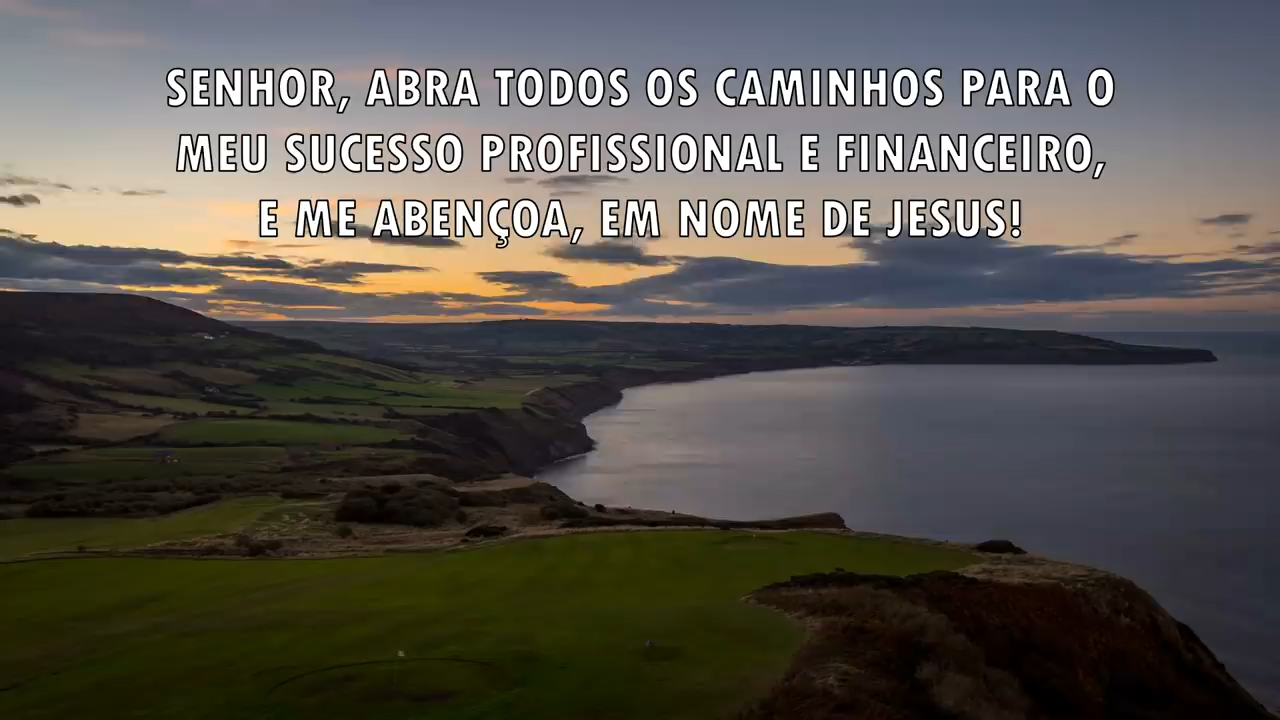 SENHOR, ABRA TODOS OS CAMINHOS PARA O
MEU SUCESSO PROFISSIONAL E FINANCEIRO,
E ME ABENÇOA, EM NOME DE JESUS!